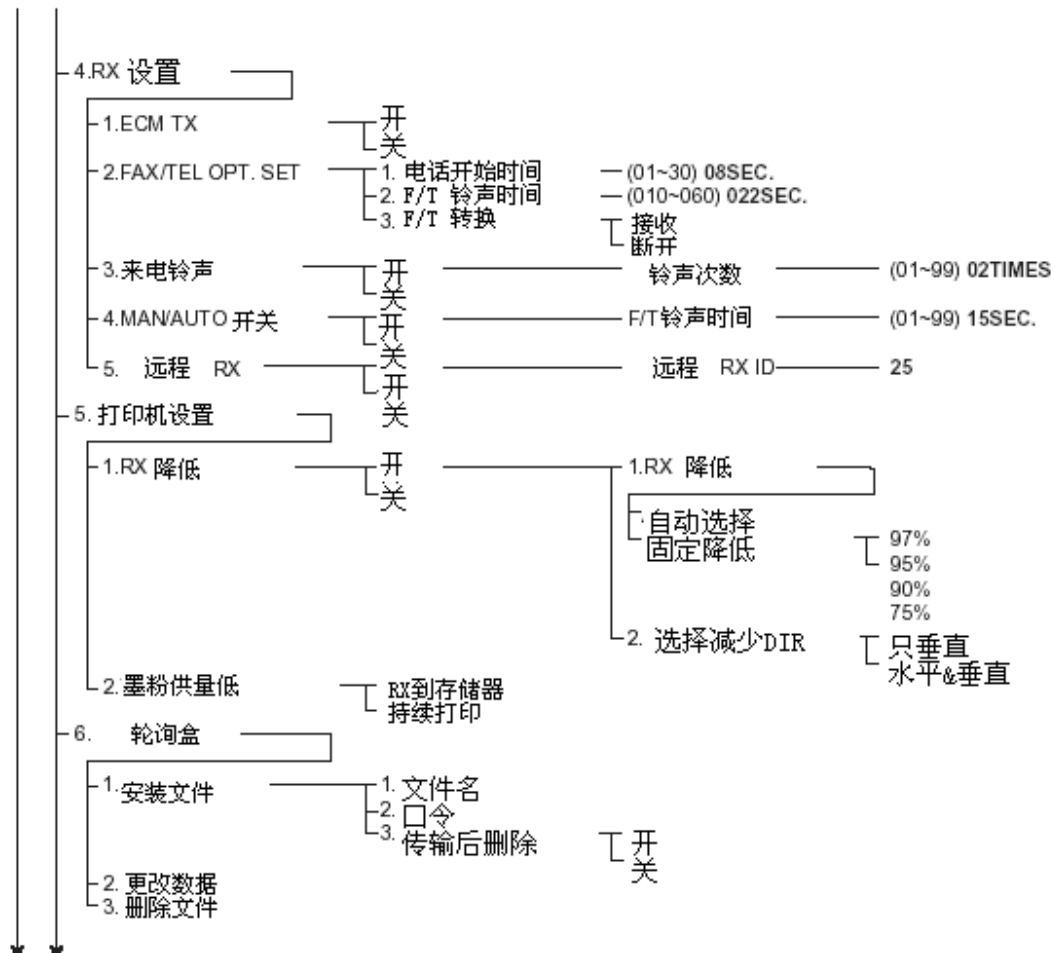 4.RX 设置
1.ECM TX
开
关
2.FAX/TEL OPT. SET
1. 电话开始时间
(01~30) 08SEC.
2. F/T 铃声时间
(010~060) 022SEC.
3. F/T 转换
接收
断开
3.来电铃声
开
关
铃声次数
(01~99) 02TIMES
4.MAN/AUTO 开关
开
关
F/T铃声时间
(01~99) 15SEC.
5. 远程 RX
开
关
远程 RX ID
25
5.打印机设置
1.RX 降低
开
关
1.RX 降低
自动选择
固定降低
97%
95%
90%
75%
2. 选择减少DIR
只垂直
水平&垂直
2.墨粉供量低
RX到存储器
持续打印
6. 轮询盒
1.安装文件
1. 文件名
2. 口令
3. 传输后删除
开
关
2. 更改数据
3. 删除文件